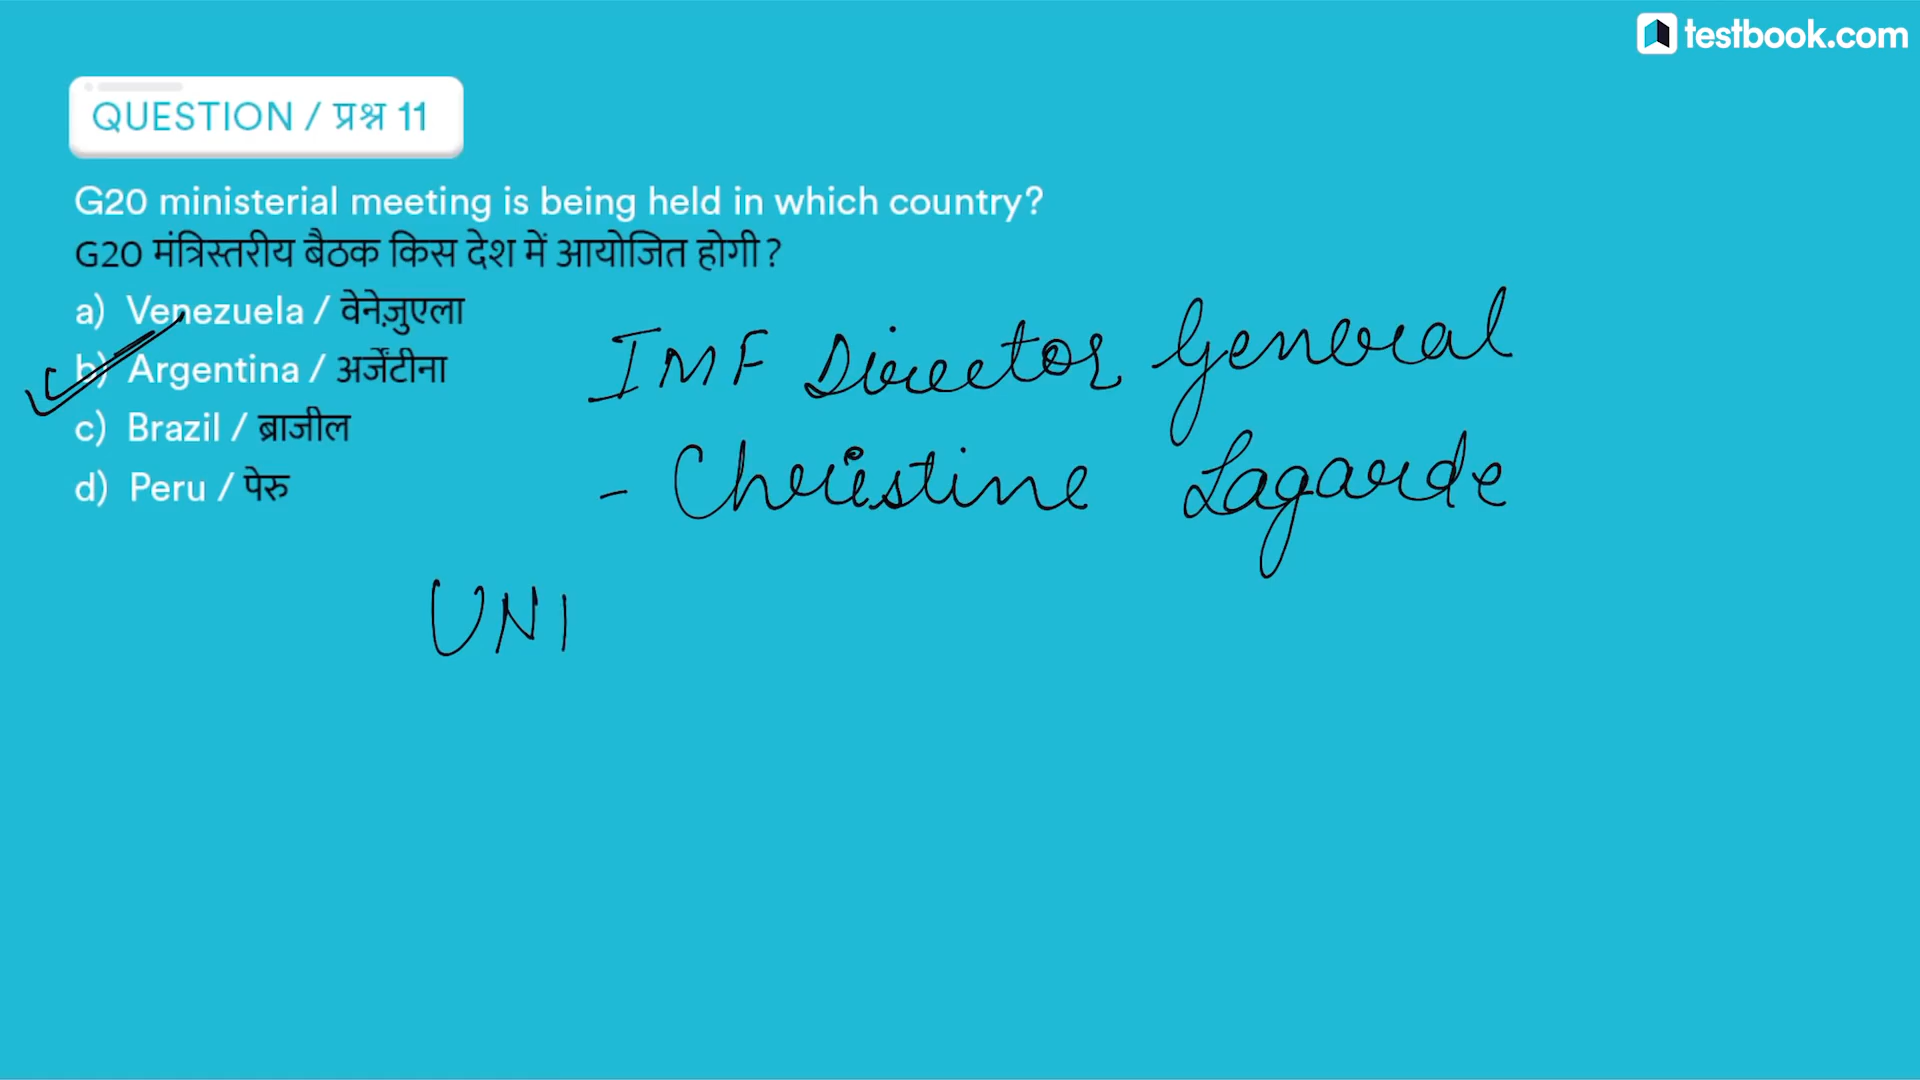 testbook.com
QUESTION / प्रश्न 11
G20 ministerial meeting is being held in which country?
G20 मंत्रिस्तरीय बैठक किस देश में आयोजित होगी?
a) Venezuela / वेनेज़ुएला
b) Argentina / अर्जेंटीना
c) Brazil / ब्राजील
d) Peru / पेरु
IMF Director General
- Christine Lagarde
UNI